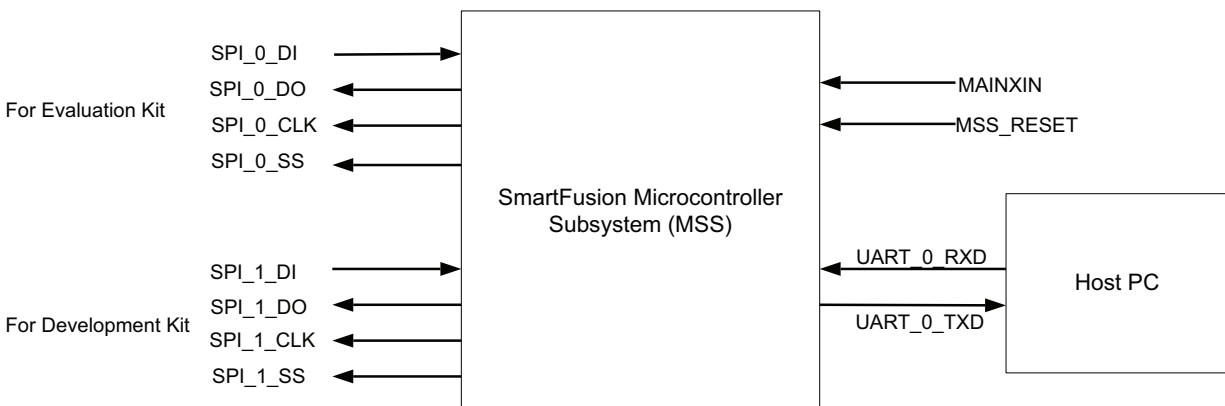 SPI_0_DI
SPI_0_DO
For Evaluation Kit
SPI_0_CLK
SPI_0_SS
MAINXIN
MSS_RESET
SmartFusion Microcontroller
Subsystem (MSS)
SPI_1_DI
SPI_1_DO
For Development Kit
SPI_1_CLK
SPI_1_SS
UART_0_RXD
UART_0_TXD
Host PC